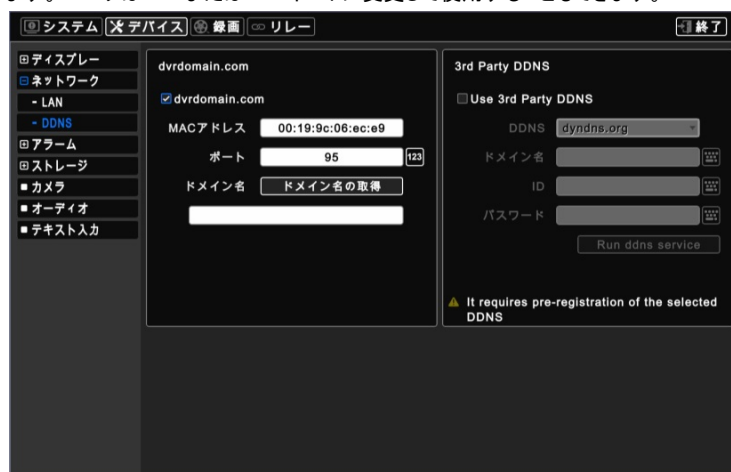 システム デバイス 録画 リレー 終了
ディスプレー
ネットワーク
- LAN
- DDNS
アラーム
ストレージ
カメラ
オーディオ
テキスト入力
dvrdomain.com
dvrdomain.com
MACアドレス 00:19:9c:06:ec:e9
ポート 95 123
ドメイン名 ドメイン名の取得
3rd Party DDNS
Use 3rd Party DDNS
DDNS dyndns.org
ドメイン名
ID
パスワード
Run ddns service
It requires pre-registration of the selected
DDNS